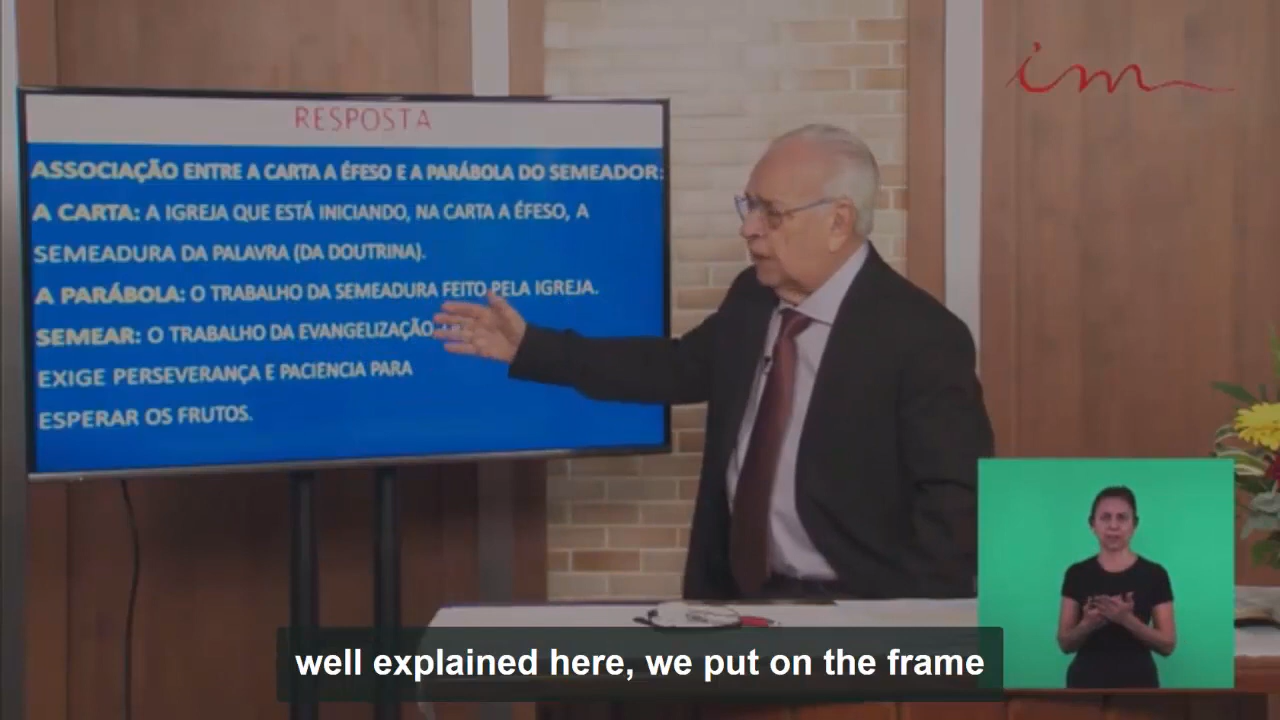 im
RESPOSTA
ASSOCIAÇÃO ENTRE A CARTA A ÉFESO E A PARÁBOLA DO SEMEADOR:
A CARTA: A IGREJA QUE ESTÁ INICIANDO, NA CARTA A ÉFESO, A
SEMEADURA DA PALAVRA (DA DOUTRINA).
A PARÁBOLA: O TRABALHO DA SEMEADURA FEITO PELA IGREJA.
SEMEAR: O TRABALHO DA EVANGELIZAÇÃO
EXIGE PERSEVERANÇA E PACIENCIA PARA
ESPERAR OS FRUTOS.
well explained here, we put on the frame